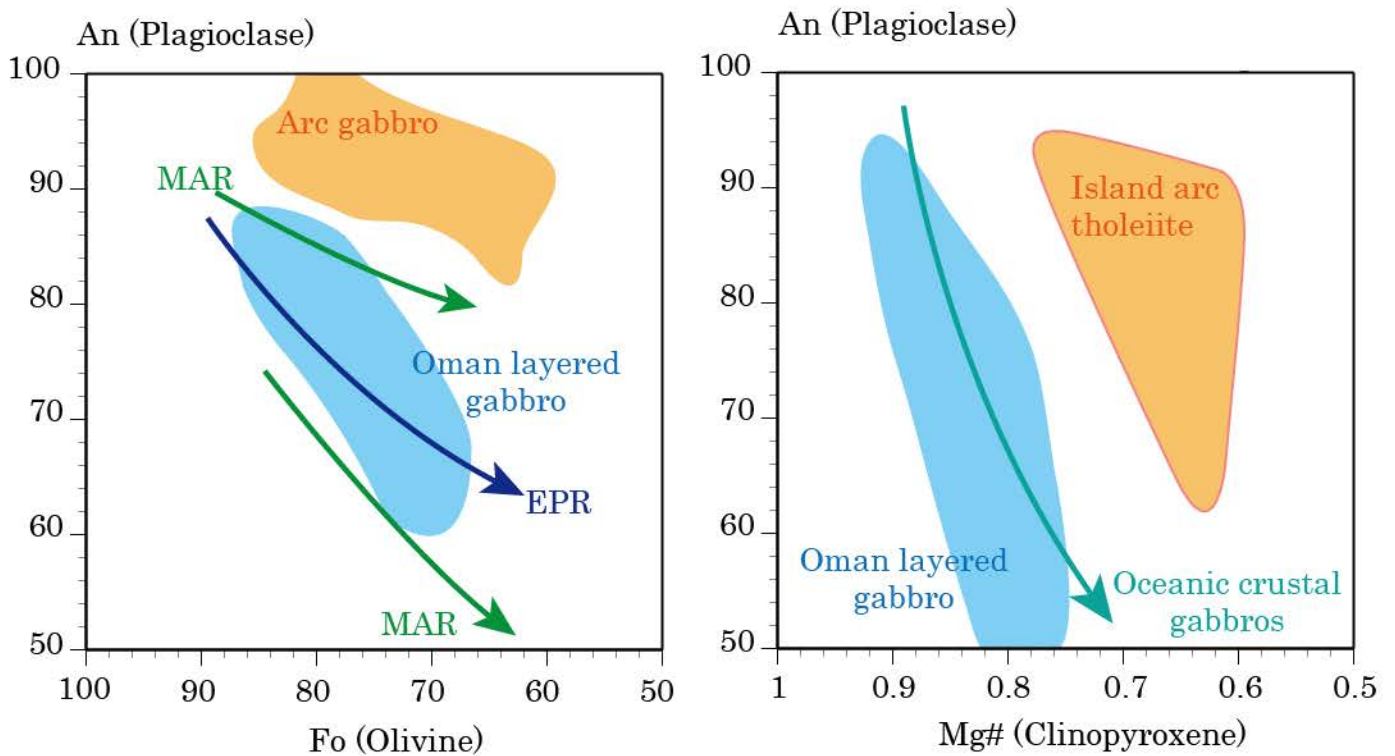 An (Plagioclase)
100
90
80
70
60
50
100
90
80
70
60
50
Fo (Olivine)
Arc gabbro
MAR
Oman layered
gabbro
EPR
MAR
An (Plagioclase)
100
90
80
70
60
50
1
0.9
0.8
0.7
0.6
0.5
Mg# (Clinopyroxene)
Island arc
tholeiite
Oman layered
gabbro
Oceanic crustal
gabbros